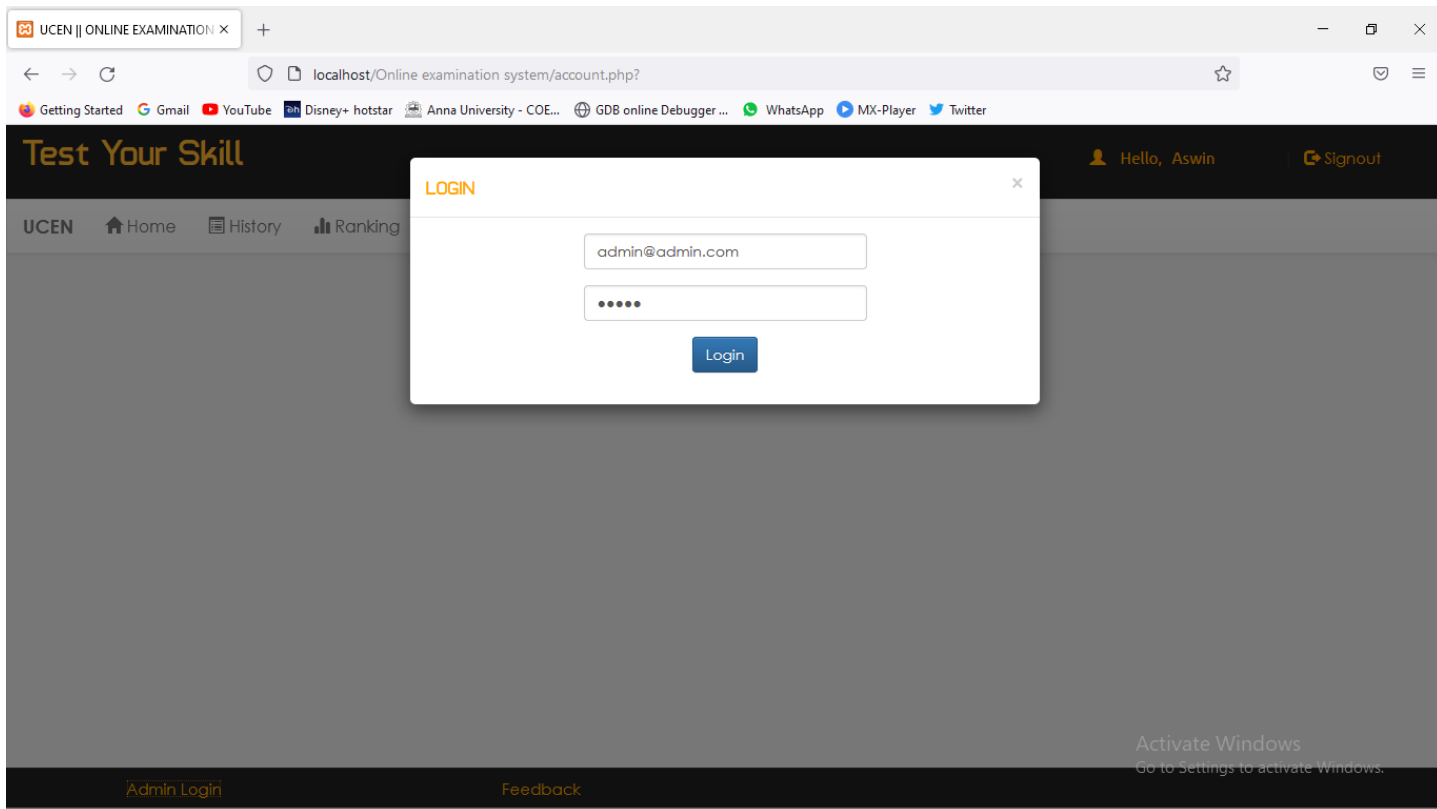 UCEN || ONLINE EXAMINATION
localhost/Online examination system/account.php?
Getting Started Gmail YouTube Disney+ hotstar Anna University - COE... GDB online Debugger ... WhatsApp MX-Player Twitter
Test Your Skill
Hello, Aswin
Signout
UCEN Home History Ranking
LOGIN
×
admin@admin.com
•••••
Login
Activate Windows
Go to Settings to activate Windows.
Admin Login
Feedback